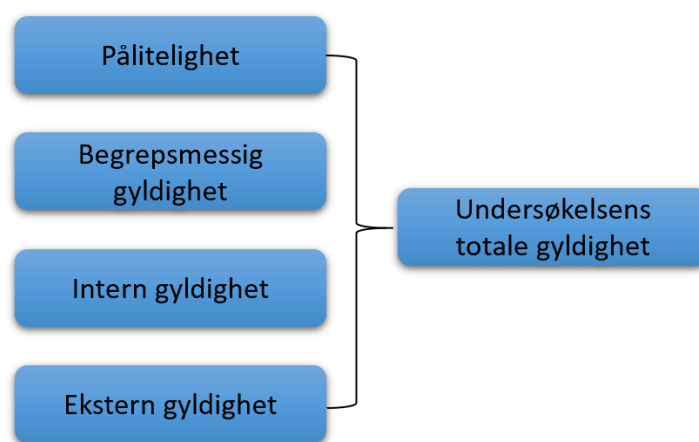 Pålitelighet
Begrepsmessig
gyldighet
Intern gyldighet
Ekstern gyldighet
Undersøkelsens
totale gyldighet